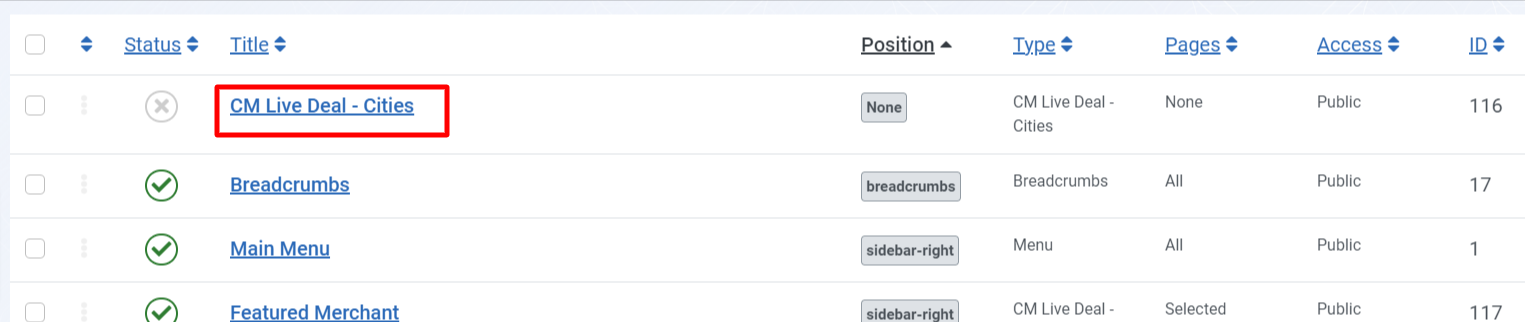 Status Title Position Type Pages Access ID
CM Live Deal - Cities None CM Live Deal - None Public 116
Cities
Breadcrumbs breadcrumbs Breadcrumbs All Public 17
Main Menu sidebar-right Menu All Public 1
Featured Merchant sidebar-right CM Live Deal - Selected Public 117